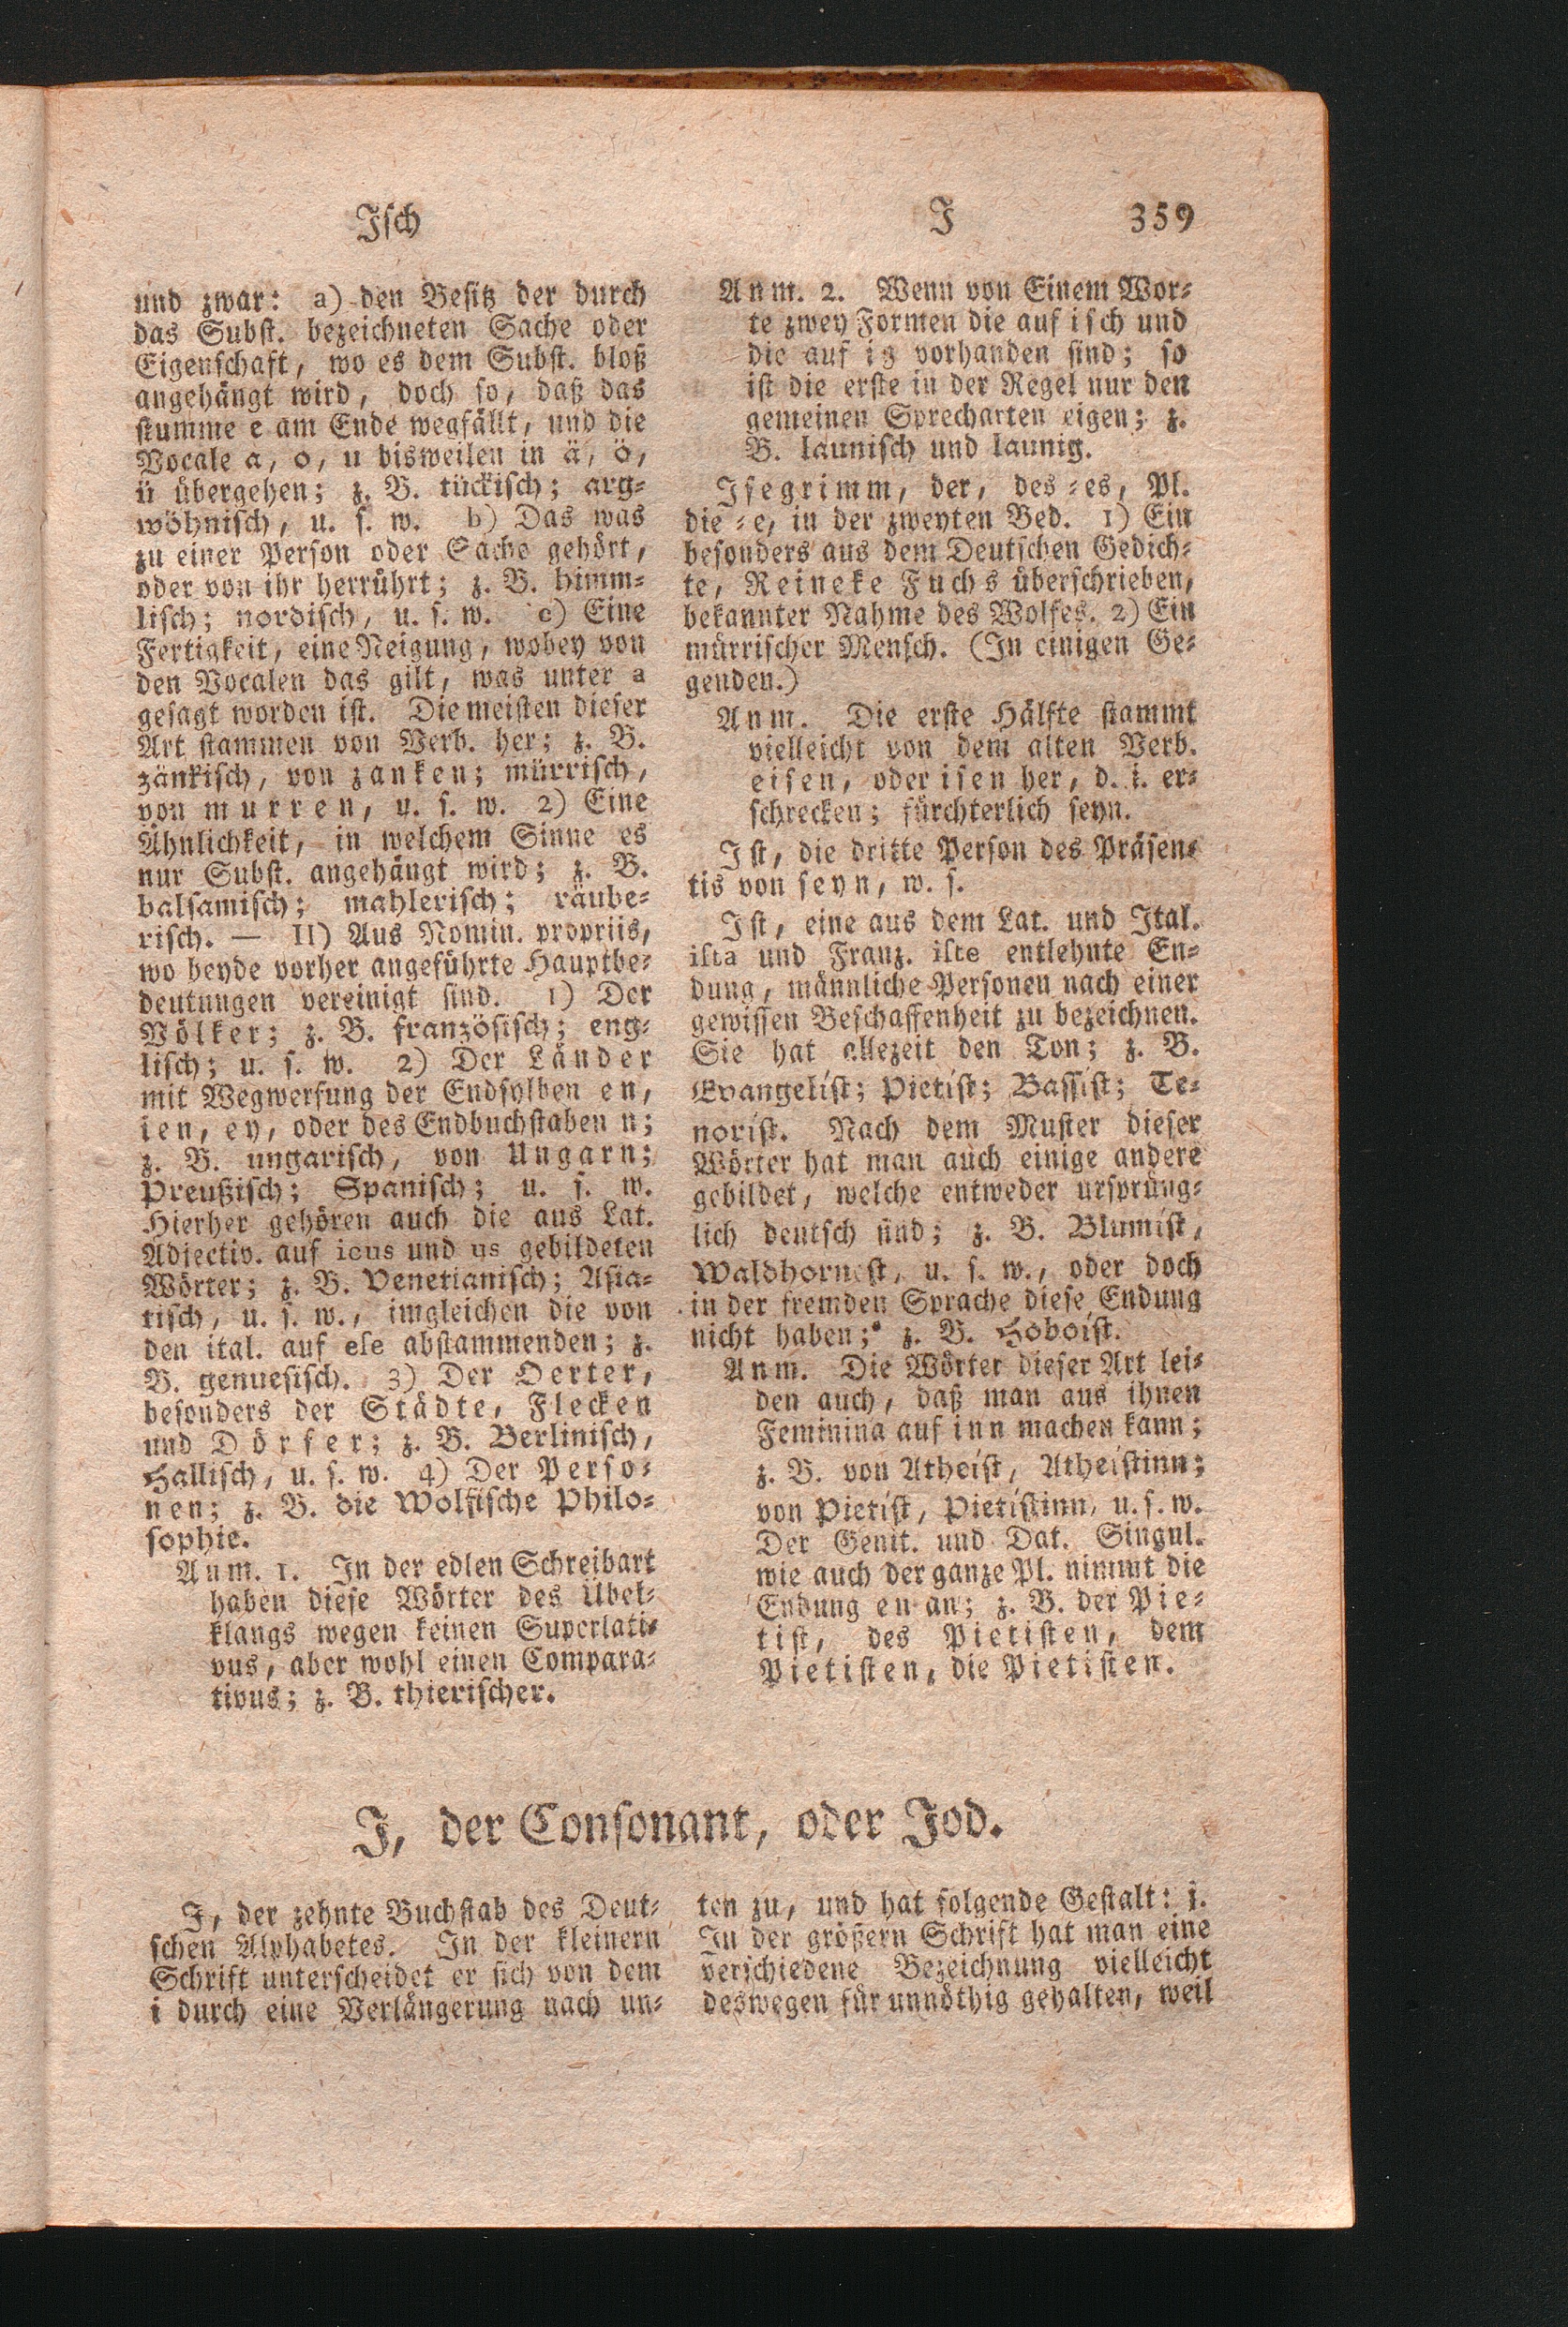 Isch
J 359
und zwar: a) den Besitz der durch
das Subst. bezeichneten Sache oder
Eigenschaft, wo es dem Subst. bloß
angehängt wird, doch so, daß das
stumme e am Ende wegfällt, und die
Vocale a, o, u bisweilen in ä, ö,
ü übergehen; z. B. tückisch; arg-
wöhnisch, u. s. w. b) Das was
zu einer Person oder Sache gehört,
oder von ihr herrührt; z. B. himm-
lisch; nordisch, u. s. w. c) Eine
Fertigkeit, eine Neigung, wobey von
den Vocalen das gilt, was unter a
gesagt worden ist. Die meisten dieser
Art stammen von Verb. her; z. B.
zänkisch, von zanken; mürrisch,
von murren, u. s. w. 2) Eine
Ähnlichkeit, in welchem Sinne es
nur Subst. angehängt wird; z. B.
balsamisch; mahlerisch; räube-
risch. — II) Aus Nomin. propriis,
wo beyde vorher angeführte Hauptbe-
deutungen vereinigt sind. 1) Der
Völker; z. B. französisch; eng-
lisch; u. s. w. 2) Der Länder
mit Wegwerfung der Endsylben en,
ien, ey, oder des Endbuchstaben n;
z. B. ungarisch, von Ungarn;
Preußisch; Spanisch; u. s. w.
Hierher gehören auch die aus Lat.
Adjectiv. auf icus und us gebildeten
Wörter; z. B. Venetianisch; Asia-
tisch, u. s. w., imgleichen die von
den ital. auf ese abstammenden; z.
B. genuesisch. 3) Der Oerter,
besonders der Städte, Flecken
und Dörfer; z. B. Berlinisch,
Hallisch, u. s. w. 4) Der Perso-
nen; z. B. die Wolfische Philo-
sophie.
Anm. 1. In der edlen Schreibart
haben diese Wörter des Übel-
klangs wegen keinen Superlati-
vus, aber wohl einen Compara-
tivus; z. B. thierischer.
Anm. 2. Wenn von Einem Wor-
te zwey Formen die auf isch und
die auf ig vorhanden sind; so
ist die erste in der Regel nur den
gemeinen Sprecharten eigen; z.
B. launisch und launig.
Isegrimm, der, des -es, Pl.
die -e, in der zweyten Bed. 1) Ein
besonders aus dem Deutschen Gedich-
te, Reineke Fuchs überschrieben,
bekannter Nahme des Wolfes. 2) Ein
mürrischer Mensch. (In einigen Ge-
genden.)
Anm. Die erste Hälfte stammt
vielleicht von dem alten Verb.
eisen, oder isen her, d. i. er-
schrecken; fürchterlich seyn.
Ist, die dritte Person des Präsen-
tis von seyn, w. s.
Ist, eine aus dem Lat. und Ital.
ista und Franz. iste entlehnte En-
dung, männliche Personen nach einer
gewissen Beschaffenheit zu bezeichnen.
Sie hat allezeit den Ton; z. B.
Evangelíst; Pietíst; Bassíst; Te-
noríst. Nach dem Muster dieser
Wörter hat man auch einige andere
gebildet, welche entweder ursprüng-
lich deutsch sind; z. B. Blumíst,
Waldhorníst, u. s. w., oder doch
in der fremden Sprache diese Endung
nicht haben; z. B. Hoboíst.
Anm. Die Wörter dieser Art lei-
den auch, daß man aus ihnen
Feminina auf inn machen kann;
z. B. von Atheíst, Atheístinn;
von Pietíst, Pietístinn, u. s. w.
Der Genit. und Dat. Singul.
wie auch der ganze Pl. nimmt die
Endung en an; z. B. der Pie-
tist, des Pietisten, dem
Pietisten, die Pietisten.
J, der Consonant, oder Jod.
J, der zehnte Buchstab des Deut-
schen Alphabetes. In der kleinern
Schrift unterscheidet er sich von dem
i durch eine Verlängerung nach un-
ten zu, und hat folgende Gestalt: j.
In der größern Schrift hat man eine
verschiedene Bezeichnung vielleicht
deswegen für unnöthig gehalten, weil